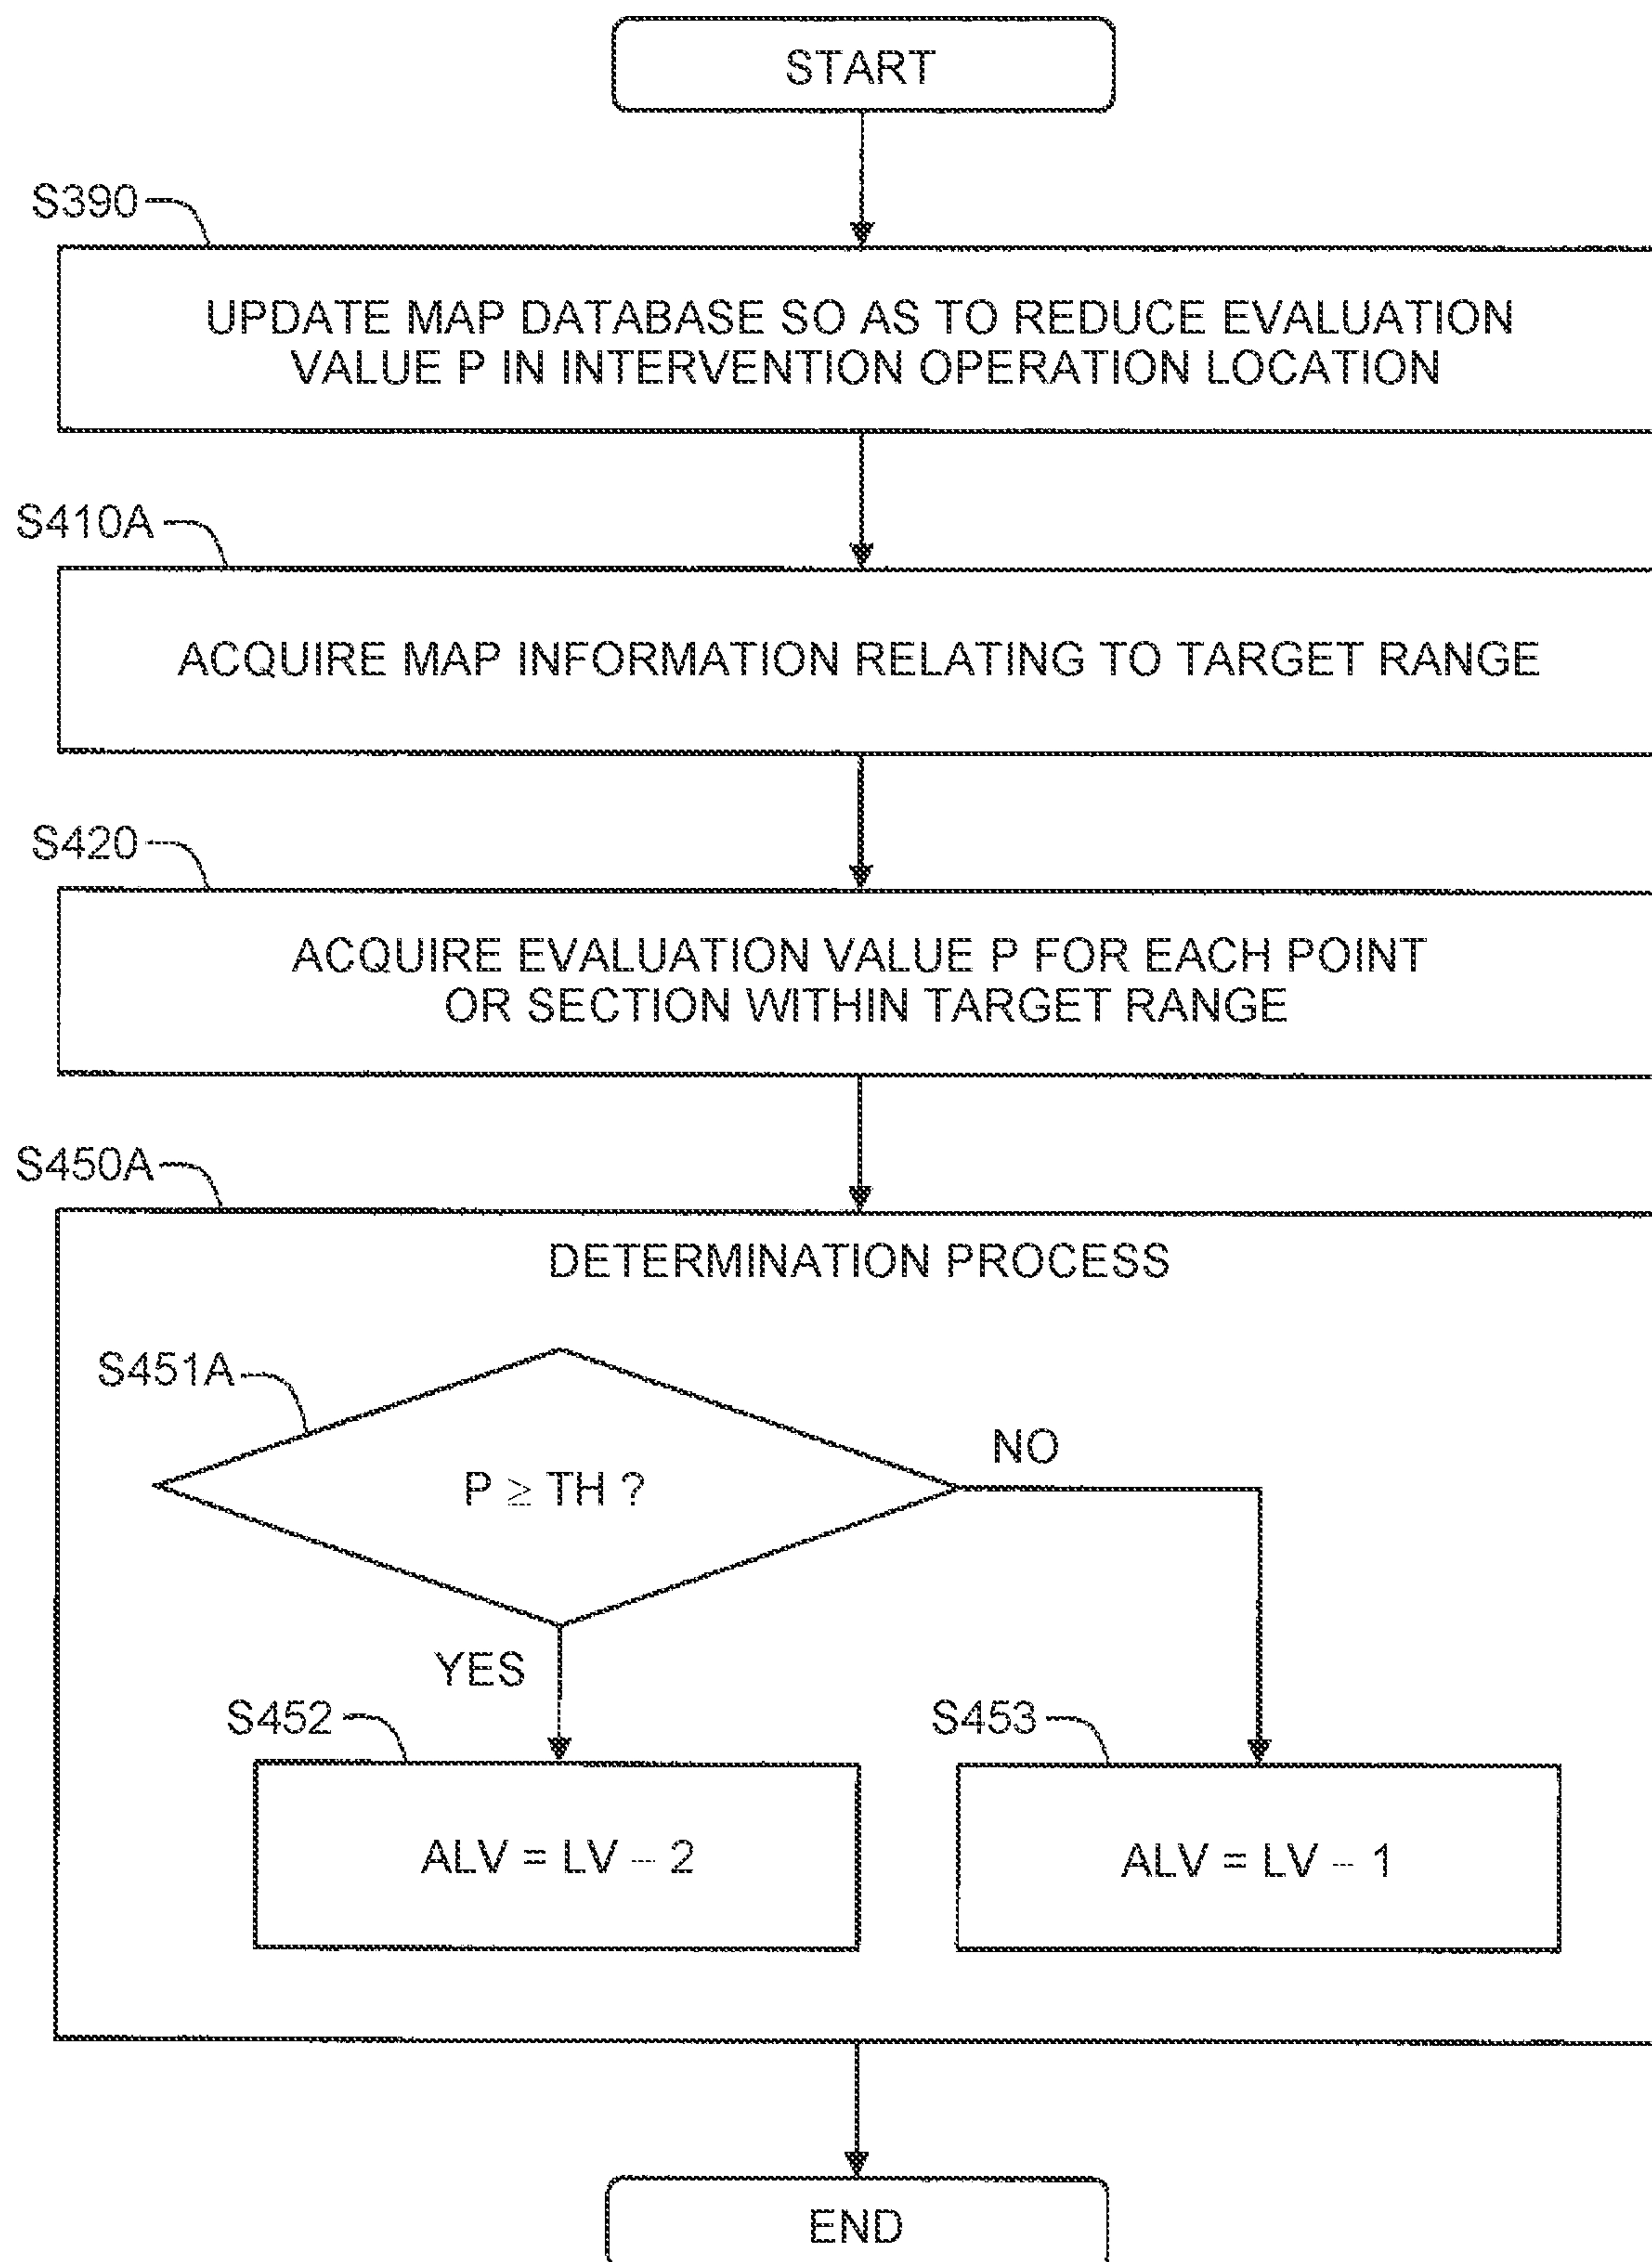 START
S390
UPDATE MAP DATABASE SO AS TO REDUCE EVALUATION
VALUE P IN INTERVENTION OPERATION LOCATION
S410A
ACQUIRE MAP INFORMATION RELATING TO TARGET RANGE
S420
ACQUIRE EVALUATION VALUE P FOR EACH POINT
OR SECTION WITHIN TARGET RANGE
S450A
DETERMINATION PROCESS
S451A
P ≥ TH ?
NO
YES
S452
S453
ALV = LV – 2
ALV = LV – 1
END